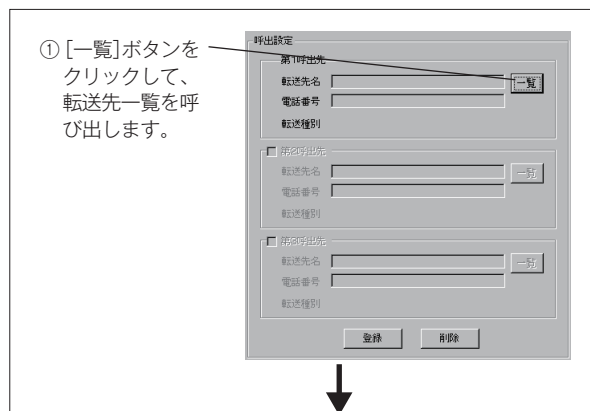 ① [一覧]ボタンを
クリックして、
転送先一覧を呼
び出します。
呼出設定
第1呼出先
転送先名
一覧
電話番号
転送種別
第2呼出先
転送先名
一覧
電話番号
転送種別
第3呼出先
転送先名
一覧
電話番号
転送種別
登録 削除